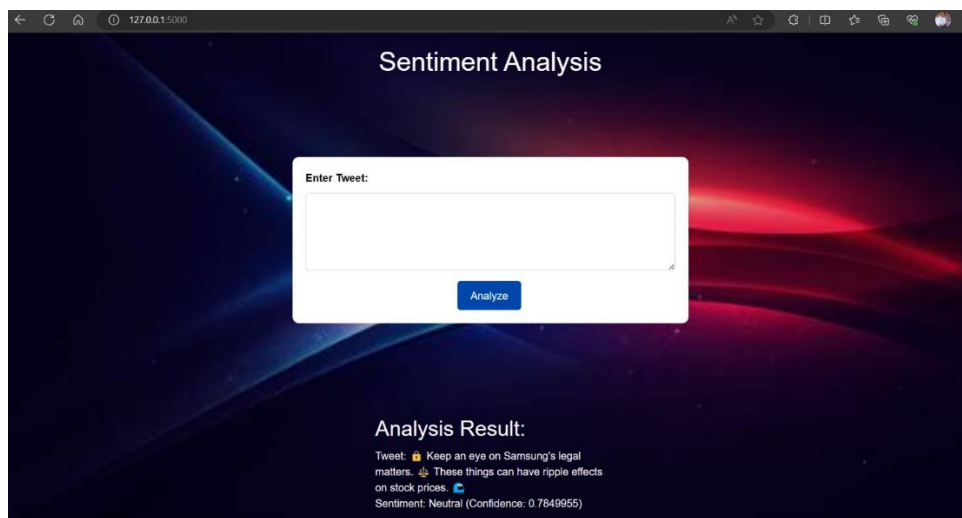 127.0.0.1:5000
Sentiment Analysis
Enter Tweet:
Analyze
Analysis Result:
Tweet: 🔒 Keep an eye on Samsung's legal
matters. ⚖️ These things can have ripple effects
on stock prices. 🌊
Sentiment: Neutral (Confidence: 0.7849955)